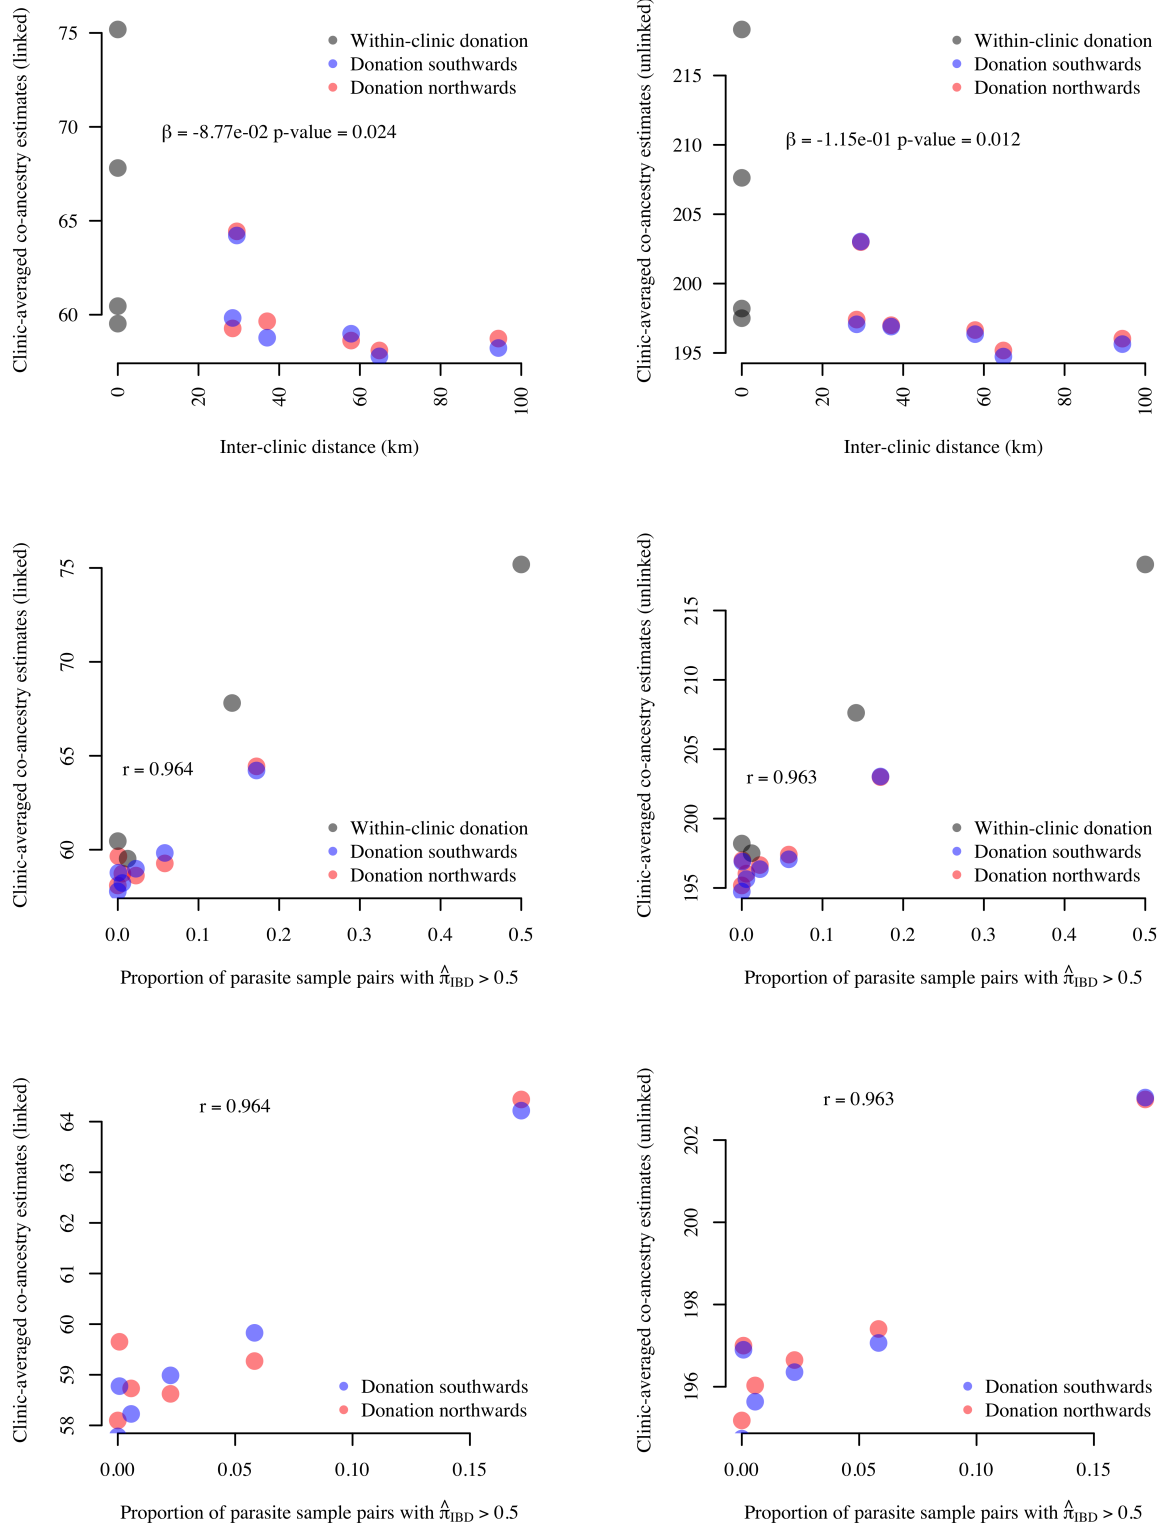 Clinic-averaged co-ancestry estimates (linked)
75
70
65
60
Within-clinic donation
Donation southwards
Donation northwards
β = -8.77e-02 p-value = 0.024
0
20
40
60
80
100
Inter-clinic distance (km)
Clinic-averaged co-ancestry estimates (unlinked)
215
210
205
200
195
Within-clinic donation
Donation southwards
Donation northwards
β = -1.15e-01 p-value = 0.012
0
20
40
60
80
100
Inter-clinic distance (km)
Clinic-averaged co-ancestry estimates (linked)
75
70
65
60
r = 0.964
Within-clinic donation
Donation southwards
Donation northwards
0.0
0.1
0.2
0.3
0.4
0.5
Proportion of parasite sample pairs with π̂IBD > 0.5
Clinic-averaged co-ancestry estimates (unlinked)
215
210
205
200
195
r = 0.963
Within-clinic donation
Donation southwards
Donation northwards
0.0
0.1
0.2
0.3
0.4
0.5
Proportion of parasite sample pairs with π̂IBD > 0.5
Clinic-averaged co-ancestry estimates (linked)
64
63
62
61
60
59
58
r = 0.964
Donation southwards
Donation northwards
0.00
0.05
0.10
0.15
Proportion of parasite sample pairs with π̂IBD > 0.5
Clinic-averaged co-ancestry estimates (unlinked)
202
200
198
196
r = 0.963
Donation southwards
Donation northwards
0.00
0.05
0.10
0.15
Proportion of parasite sample pairs with π̂IBD > 0.5